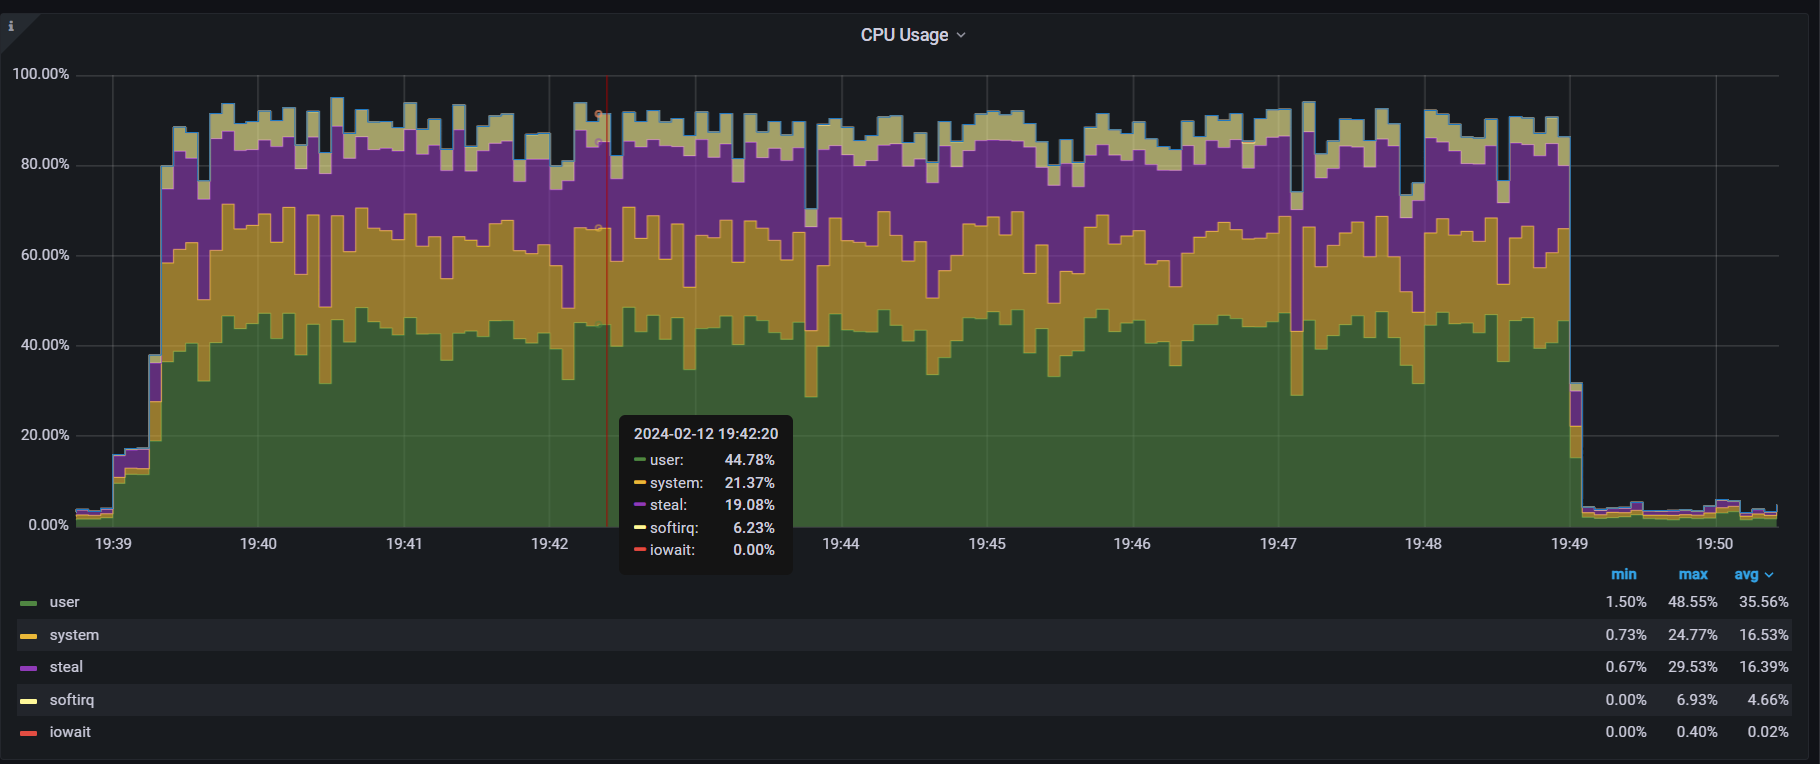 CPU Usage
100.00%
80.00%
60.00%
40.00%
20.00%
0.00%
2024-02-12 19:42:20
user: 44.78%
system: 21.37%
steal: 19.08%
softirq: 6.23%
iowait: 0.00%
19:39 19:40 19:41 19:42 19:44 19:45 19:46 19:47 19:48 19:49 19:50
min max avg
user 1.50% 48.55% 35.56%
system 0.73% 24.77% 16.53%
steal 0.67% 29.53% 16.39%
softirq 0.00% 6.93% 4.66%
iowait 0.00% 0.40% 0.02%